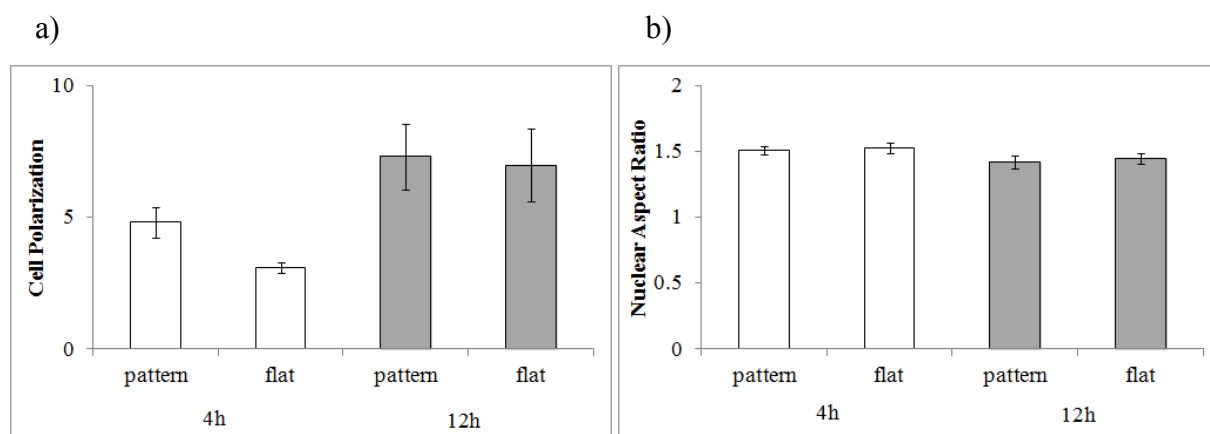 a)
Cell Polarization
10
5
0
pattern flat pattern flat
4h 12h
b)
Nuclear Aspect Ratio
2
1.5
1
0.5
0
pattern flat pattern flat
4h 12h